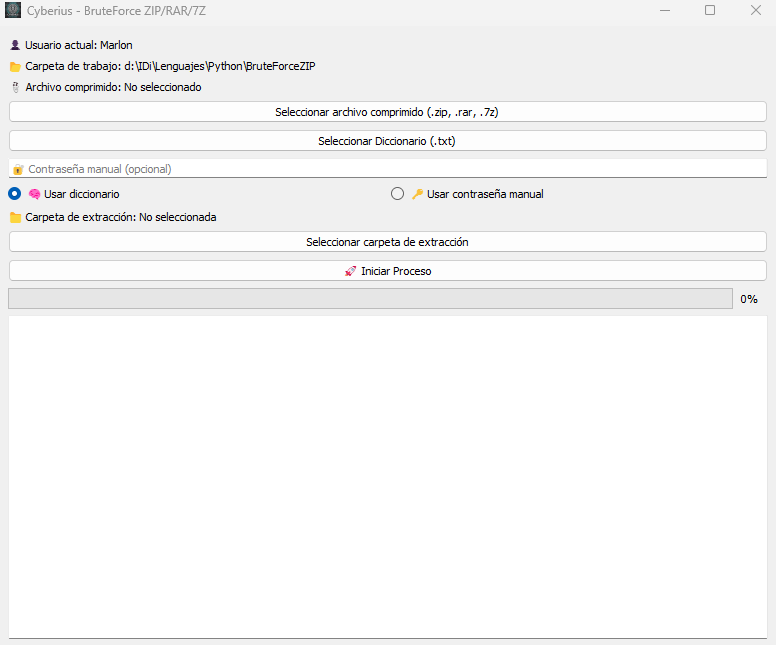 Cyberius - BruteForce ZIP/RAR/7Z
Usuario actual: Marlon
Carpeta de trabajo: d:\IDi\Lenguajes\Python\BruteForceZIP
Archivo comprimido: No seleccionado
Seleccionar archivo comprimido (.zip, .rar, .7z)
Seleccionar Diccionario (.txt)
Contraseña manual (opcional)
Usar diccionario Usar contraseña manual
Carpeta de extracción: No seleccionada
Seleccionar carpeta de extracción
Iniciar Proceso
0%